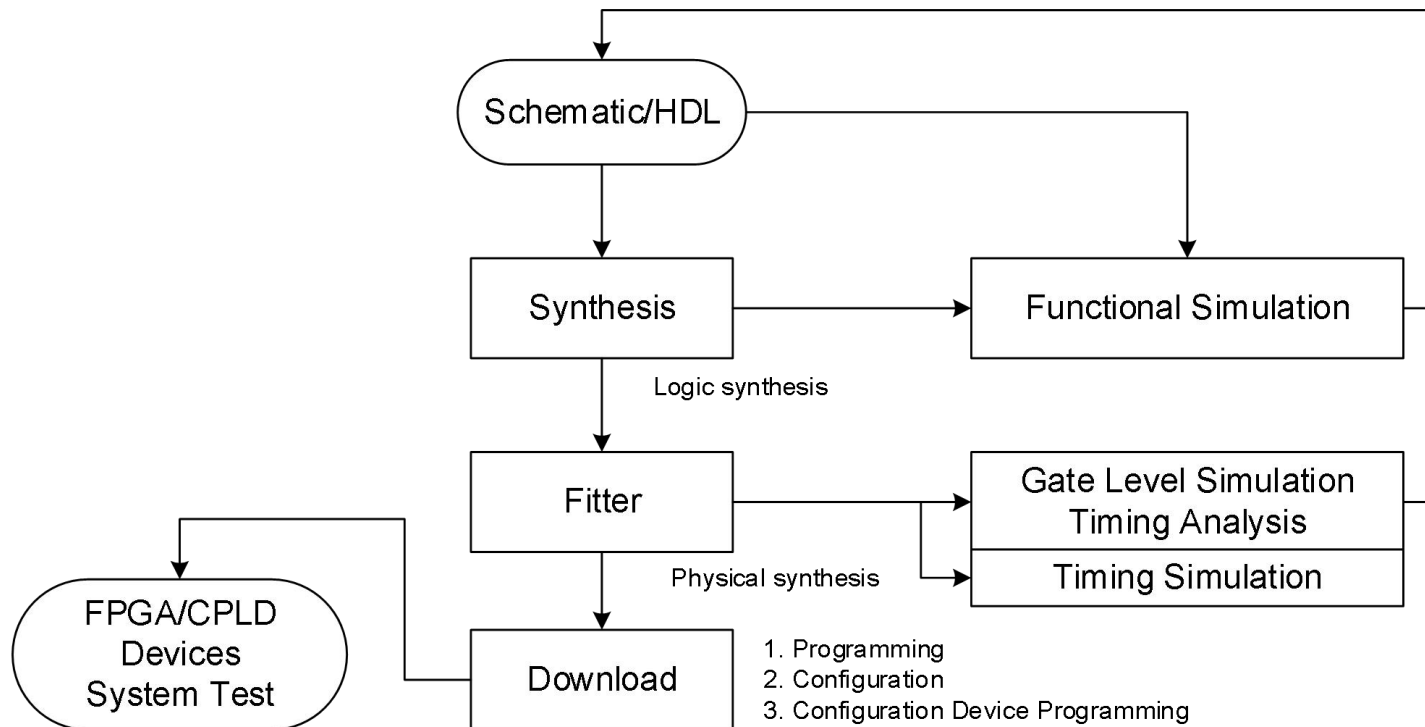 Schematic/HDL
Synthesis
Functional Simulation
Logic synthesis
Fitter
Gate Level Simulation
Timing Analysis
Timing Simulation
Physical synthesis
FPGA/CPLD
Devices
System Test
Download
1. Programming
2. Configuration
3. Configuration Device Programming